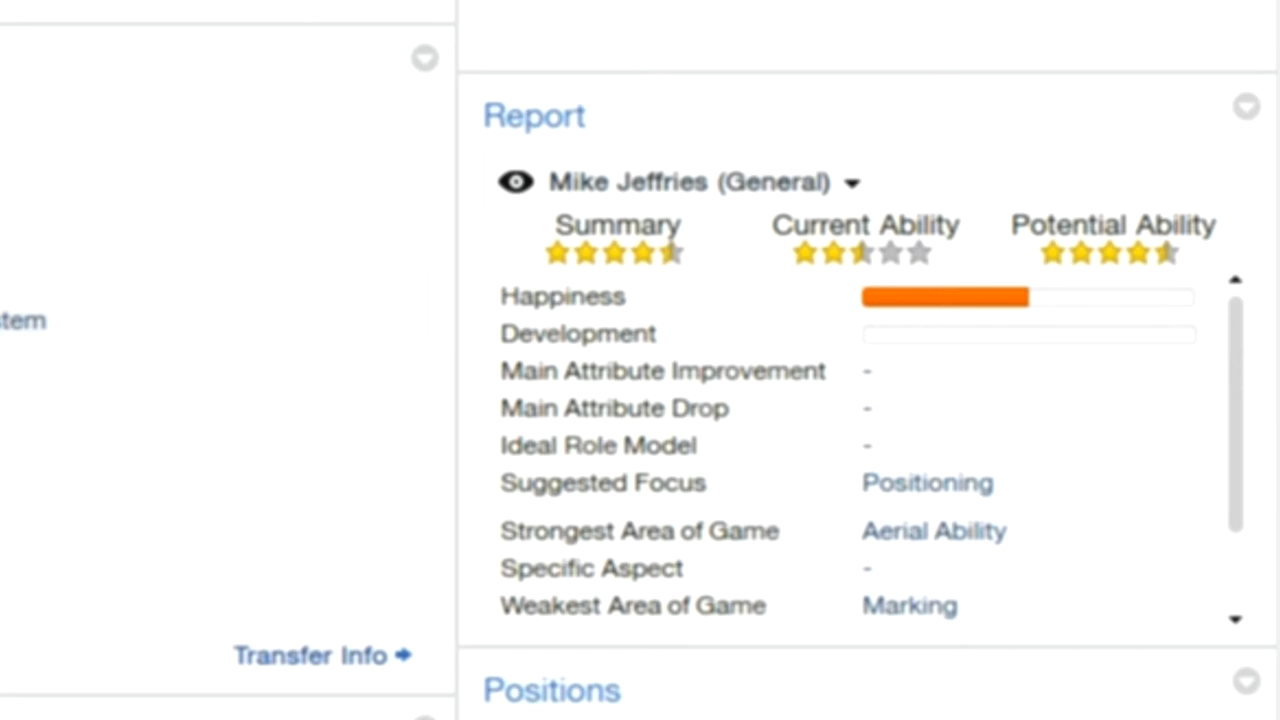 Report
Mike Jeffries (General)
Summary Current Ability Potential Ability
Happiness
Development
Main Attribute Improvement -
Main Attribute Drop -
Ideal Role Model -
Suggested Focus Positioning
Strongest Area of Game Aerial Ability
Specific Aspect -
Weakest Area of Game Marking
Positions
stem
Transfer Info